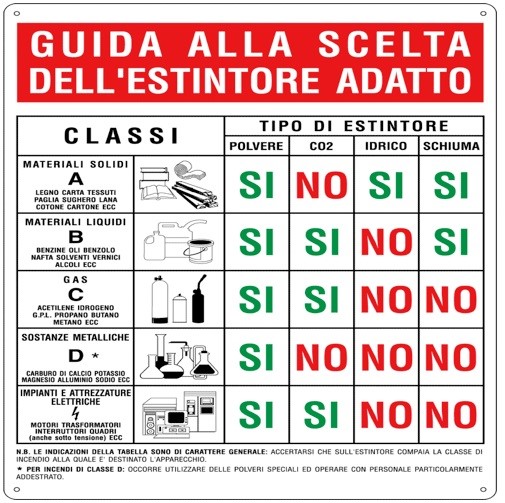 GUIDA ALLA SCELTA
DELL'ESTINTORE ADATTO
CLASSI
TIPO DI ESTINTORE
POLVERE CO2 IDRICO SCHIUMA
MATERIALI SOLIDI
A
LEGNO CARTA TESSUTI
PAGLIA SUGHERO LANA
COTONE CARTONE ECC
SI NO SI SI
MATERIALI LIQUIDI
B
BENZINE OLI BENZOLO
NAFTA SOLVENTI VERNICI
ALCOLI ECC
SI SI NO SI
GAS
C
ACETILENE IDROGENO
G.P.L. PROPANO BUTANO
METANO ECC
SI SI NO NO
SOSTANZE METALLICHE
D *
CARBURO DI CALCIO POTASSIO
MAGNESIO ALLUMINIO SODIO ECC
SI NO NO NO
IMPIANTI E ATTREZZATURE
ELETTRICHE
MOTORI TRASFORMATORI
INTERRUTTORI QUADRI
(anche sotto tensione) ECC
SI SI NO NO
N.B. LE INDICAZIONI DELLA TABELLA SONO DI CARATTERE GENERALE: ACCERTARSI CHE SULL'ESTINTORE COMPAIA LA CLASSE DI
INCENDIO ALLA QUALE E' DESTINATO L'APPARECCHIO.
* PER INCENDI DI CLASSE D: OCCORRE UTILIZZARE DELLE POLVERI SPECIALI ED OPERARE CON PERSONALE PARTICOLARMENTE
ADDESTRATO.